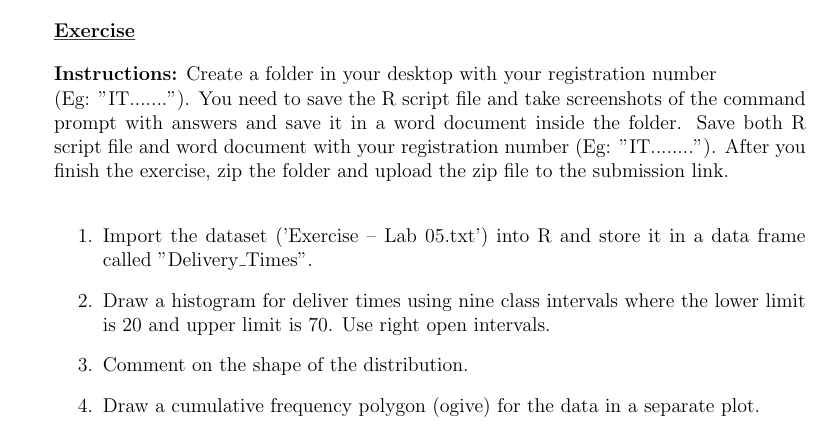 Exercise
Instructions: Create a folder in your desktop with your registration number
(Eg: ”IT.......”). You need to save the R script file and take screenshots of the command
prompt with answers and save it in a word document inside the folder. Save both R
script file and word document with your registration number (Eg: ”IT........”). After you
finish the exercise, zip the folder and upload the zip file to the submission link.
1. Import the dataset (’Exercise – Lab 05.txt’) into R and store it in a data frame
called ”Delivery_Times”.
2. Draw a histogram for deliver times using nine class intervals where the lower limit
is 20 and upper limit is 70. Use right open intervals.
3. Comment on the shape of the distribution.
4. Draw a cumulative frequency polygon (ogive) for the data in a separate plot.